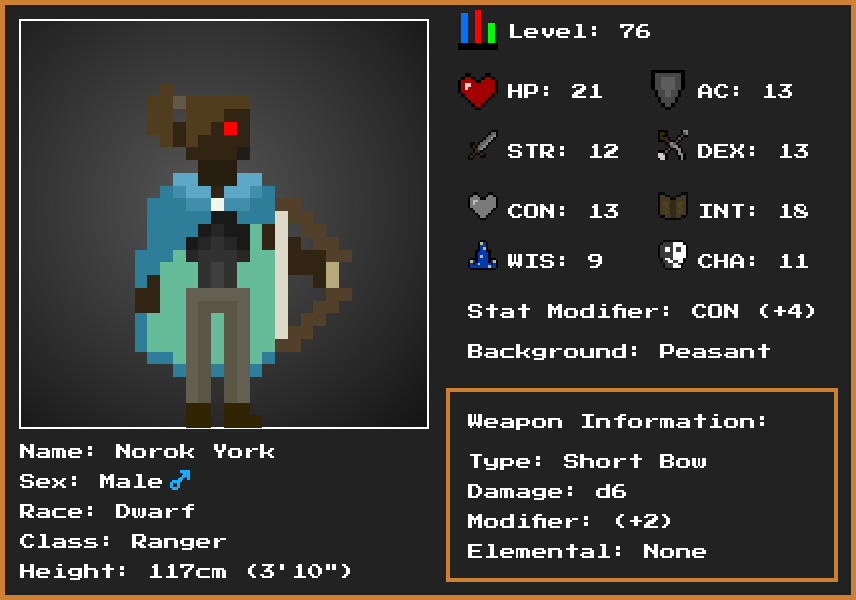 Level: 76
HP: 21
AC: 13
STR: 12
DEX: 13
CON: 13
INT: 18
WIS: 9
CHA: 11
Stat Modifier: CON (+4)
Background: Peasant
Weapon Information:
Type: Short Bow
Damage: d6
Modifier: (+2)
Elemental: None
Name: Norok York
Sex: Male ♂
Race: Dwarf
Class: Ranger
Height: 117cm (3'10")